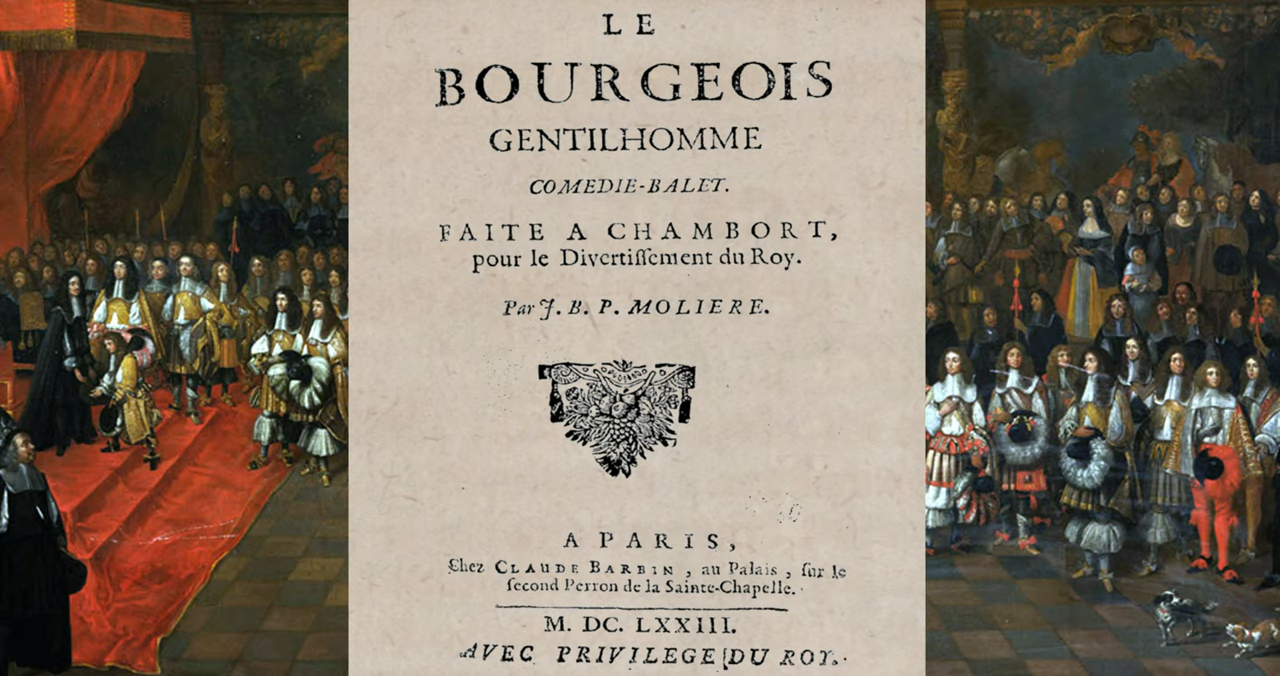 LE
BOURGEOIS
GENTILHOMME
COMEDIE-BALET.
FAITE A CHAMBORT,
pour le Divertiſſement du Roy.
Par J. B. P. MOLIERE.
A PARIS,
Chez CLAUDE BARBIN, au Palais, ſur le
ſecond Perron de la Sainte-Chapelle.
M. DC. LXXIII.
AVEC PRIVILEGE DU ROY.